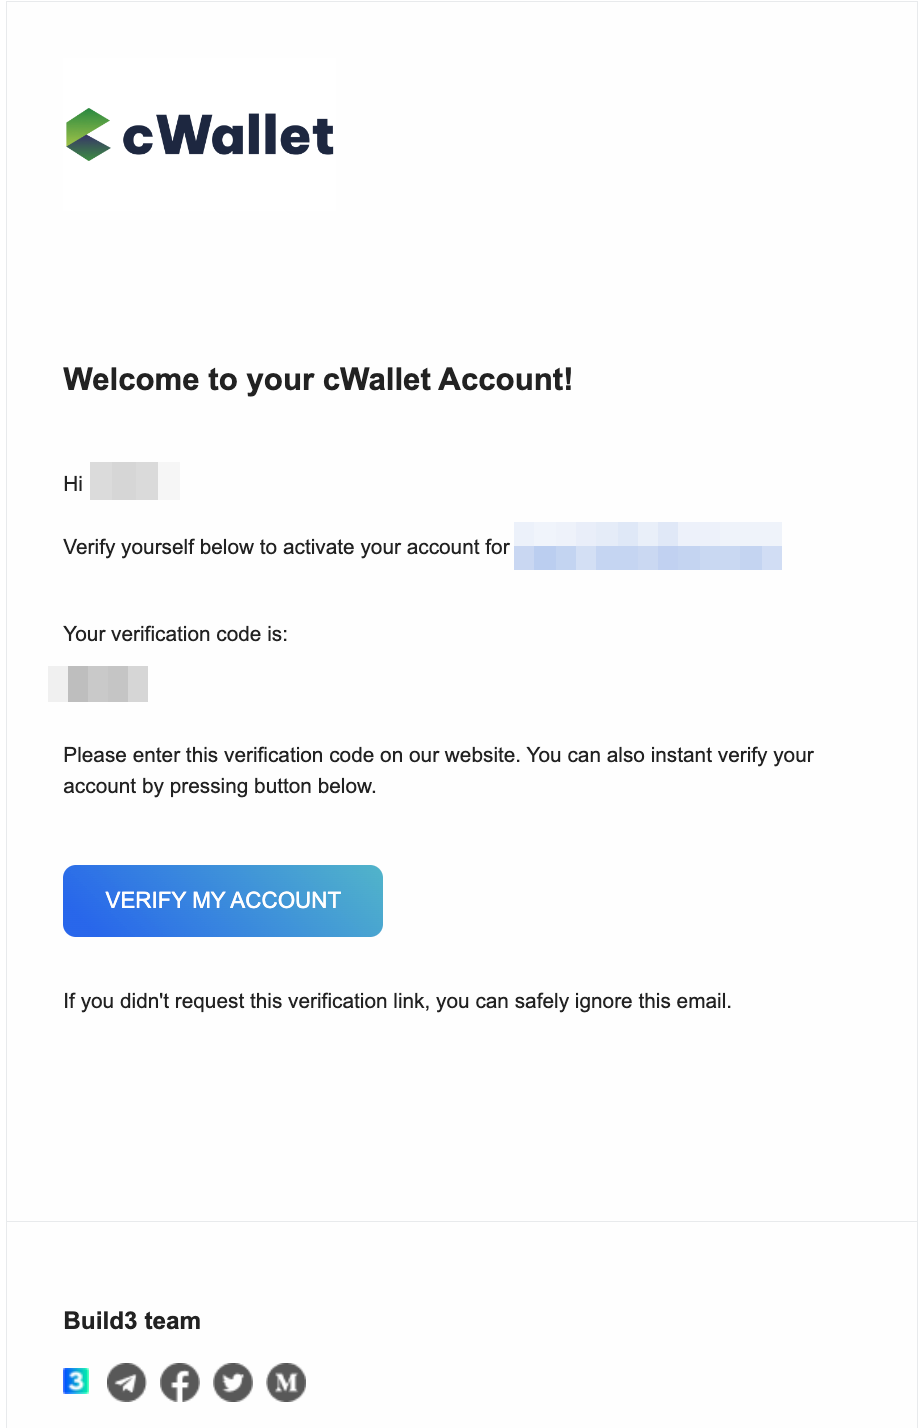 cWallet
Welcome to your cWallet Account!
Hi
Verify yourself below to activate your account for
Your verification code is:
Please enter this verification code on our website. You can also instant verify your
account by pressing button below.
VERIFY MY ACCOUNT
If you didn't request this verification link, you can safely ignore this email.
Build3 team
3 M